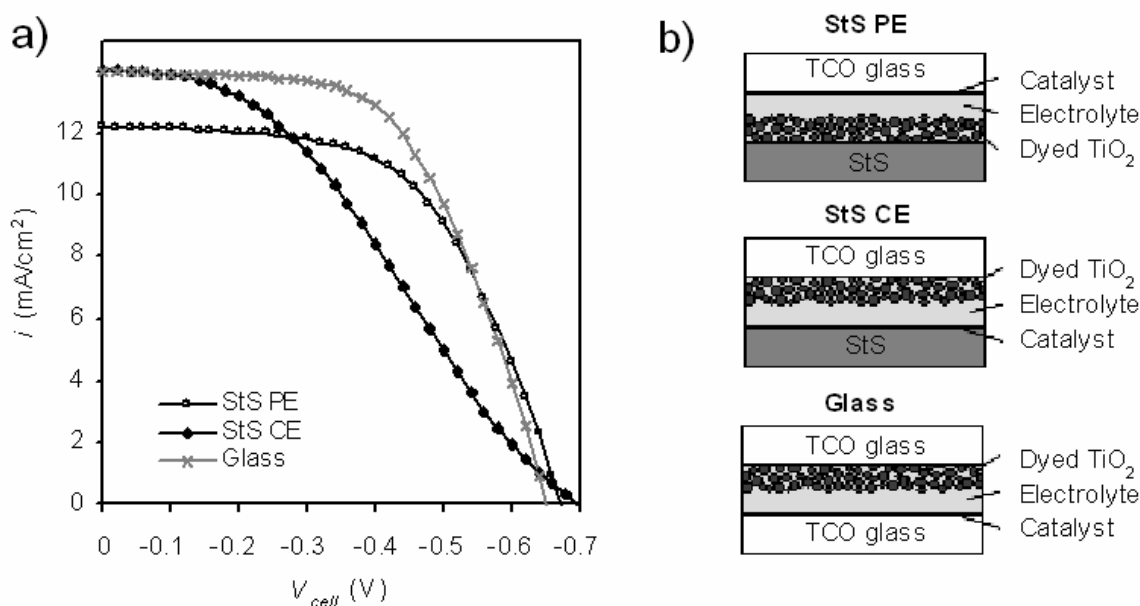 a)
i (mA/cm²)
12
10
8
6
4
2
0
StS PE
StS CE
Glass
0 -0.1 -0.2 -0.3 -0.4 -0.5 -0.6 -0.7
V_cell (V)
b)
StS PE
TCO glass
Catalyst
Electrolyte
Dyed TiO₂
StS
StS CE
TCO glass
Dyed TiO₂
Electrolyte
Catalyst
StS
Glass
TCO glass
Dyed TiO₂
Electrolyte
Catalyst
TCO glass